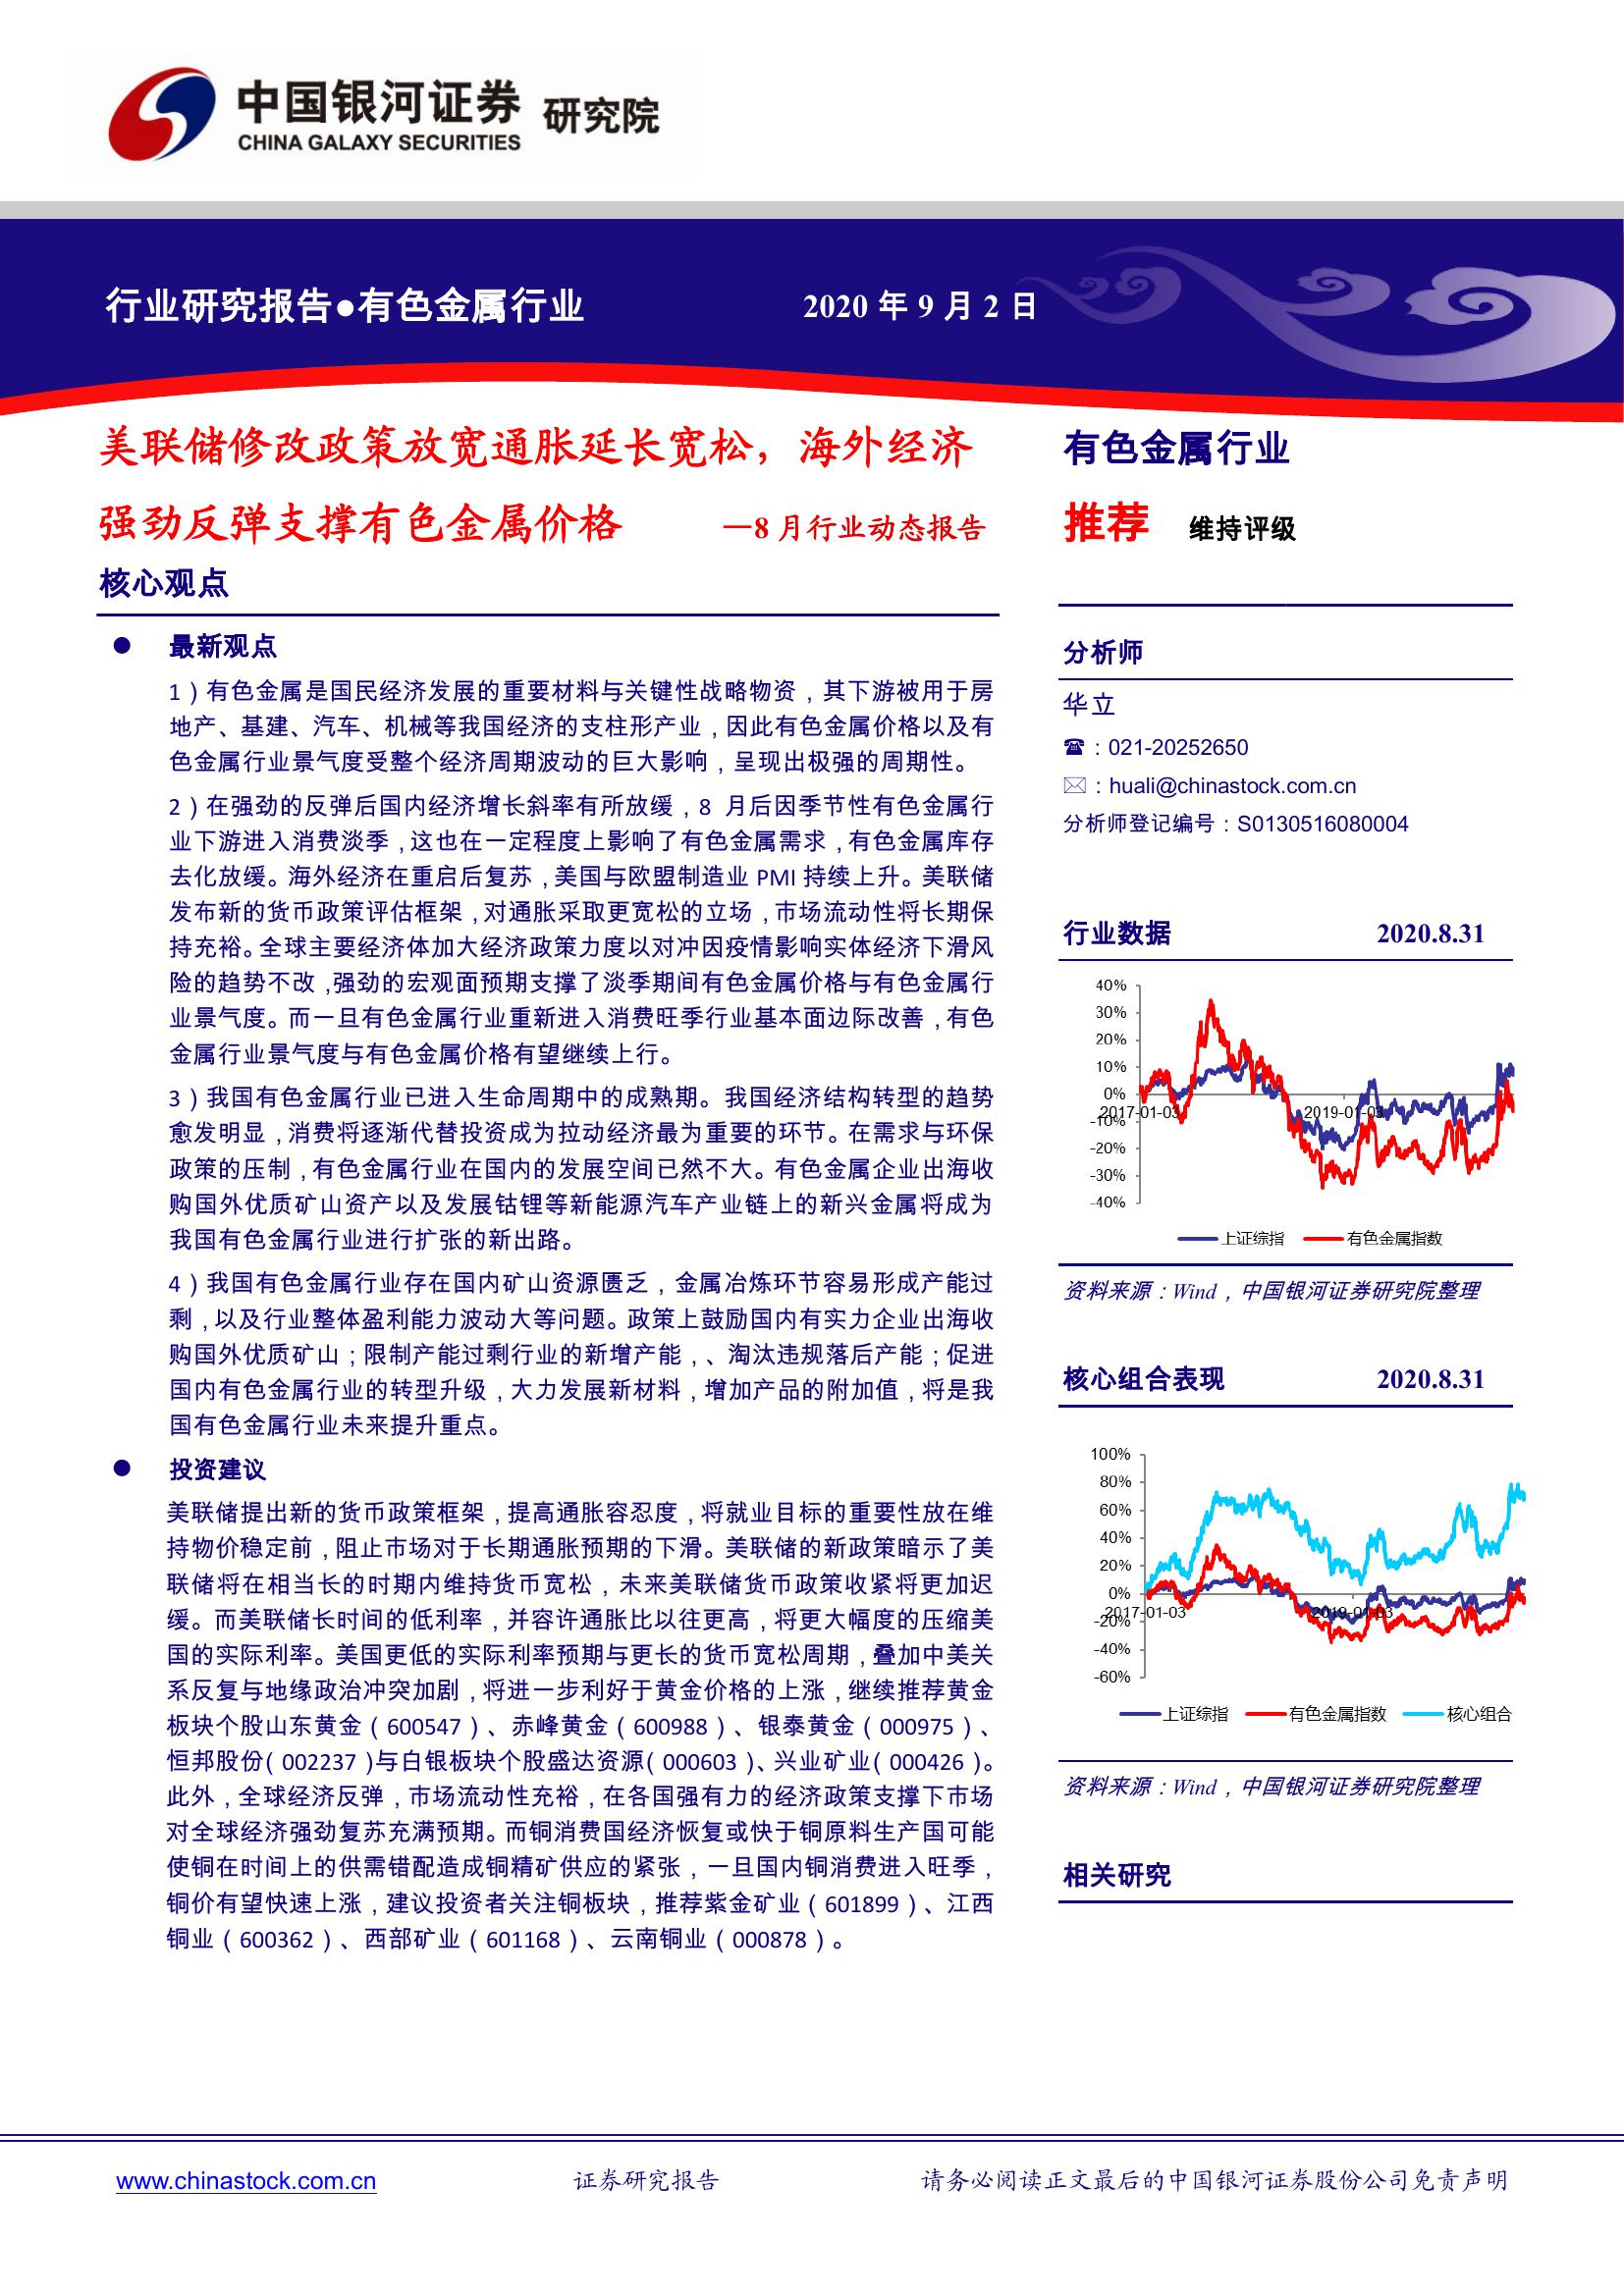 中国银河证券 研究院
CHINA GALAXY SECURITIES
行业研究报告●有色金属行业 2020 年 9 月 2 日
美联储修改政策放宽通胀延长宽松，海外经济
强劲反弹支撑有色金属价格 —8 月行业动态报告
核心观点
● 最新观点
1）有色金属是国民经济发展的重要材料与关键性战略物资，其下游被用于房
地产、基建、汽车、机械等我国经济的支柱形产业，因此有色金属价格以及有
色金属行业景气度受整个经济周期波动的巨大影响，呈现出极强的周期性。
2）在强劲的反弹后国内经济增长斜率有所放缓，8 月后因季节性有色金属行
业下游进入消费淡季，这也在一定程度上影响了有色金属需求，有色金属库存
去化放缓。海外经济在重启后复苏，美国与欧盟制造业 PMI 持续上升。美联储
发布新的货币政策评估框架，对通胀采取更宽松的立场，市场流动性将长期保
持充裕。全球主要经济体加大经济政策力度以对冲因疫情影响实体经济下滑风
险的趋势不改，强劲的宏观面预期支撑了淡季期间有色金属价格与有色金属行
业景气度。而一旦有色金属行业重新进入消费旺季行业基本面边际改善，有色
金属行业景气度与有色金属价格有望继续上行。
3）我国有色金属行业已进入生命周期中的成熟期。我国经济结构转型的趋势
愈发明显，消费将逐渐代替投资成为拉动经济最为重要的环节。在需求与环保
政策的压制，有色金属行业在国内的发展空间已然不大。有色金属企业出海收
购国外优质矿山资产以及发展钴锂等新能源汽车产业链上的新兴金属将成为
我国有色金属行业进行扩张的新出路。
4）我国有色金属行业存在国内矿山资源匮乏，金属冶炼环节容易形成产能过
剩，以及行业整体盈利能力波动大等问题。政策上鼓励国内有实力企业出海收
购国外优质矿山；限制产能过剩行业的新增产能，、淘汰违规落后产能；促进
国内有色金属行业的转型升级，大力发展新材料，增加产品的附加值，将是我
国有色金属行业未来提升重点。
● 投资建议
美联储提出新的货币政策框架，提高通胀容忍度，将就业目标的重要性放在维
持物价稳定前，阻止市场对于长期通胀预期的下滑。美联储的新政策暗示了美
联储将在相当长的时期内维持货币宽松，未来美联储货币政策收紧将更加迟
缓。而美联储长时间的低利率，并容许通胀比以往更高，将更大幅度的压缩美
国的实际利率。美国更低的实际利率预期与更长的货币宽松周期，叠加中美关
系反复与地缘政治冲突加剧，将进一步利好于黄金价格的上涨，继续推荐黄金
板块个股山东黄金（600547）、赤峰黄金（600988）、银泰黄金（000975）、
恒邦股份（002237）与白银板块个股盛达资源（000603）、兴业矿业（000426）。
此外，全球经济反弹，市场流动性充裕，在各国强有力的经济政策支撑下市场
对全球经济强劲复苏充满预期。而铜消费国经济恢复或快于铜原料生产国可能
使铜在时间上的供需错配造成铜精矿供应的紧张，一旦国内铜消费进入旺季，
铜价有望快速上涨，建议投资者关注铜板块，推荐紫金矿业（601899）、江西
铜业（600362）、西部矿业（601168）、云南铜业（000878）。
有色金属行业
推荐 维持评级
分析师
华立
☎：021-20252650
✉：huali@chinastock.com.cn
分析师登记编号：S0130516080004
行业数据 2020.8.31
40%
30%
20%
10%
0%
2017-01-03 2019-01-03
-10%
-20%
-30%
-40%
上证综指 有色金属指数
资料来源：Wind，中国银河证券研究院整理
核心组合表现 2020.8.31
100%
80%
60%
40%
20%
0%
2017-01-03 2019-01-03
-20%
-40%
-60%
上证综指 有色金属指数 核心组合
资料来源：Wind，中国银河证券研究院整理
相关研究
www.chinastock.com.cn 证券研究报告 请务必阅读正文最后的中国银河证券股份公司免责声明